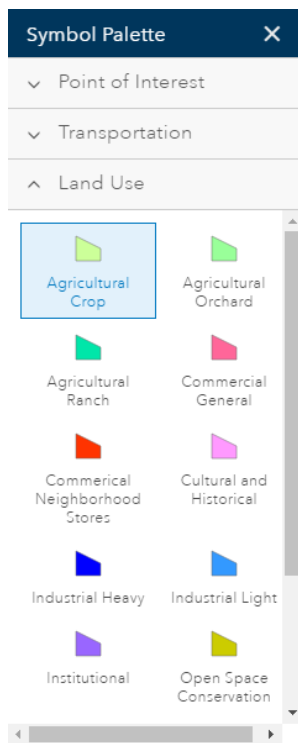 Symbol Palette
Point of Interest
Transportation
Land Use
Agricultural
Crop
Agricultural
Orchard
Agricultural
Ranch
Commercial
General
Commerical
Neighborhood
Stores
Cultural and
Historical
Industrial Heavy
Industrial Light
Institutional
Open Space
Conservation